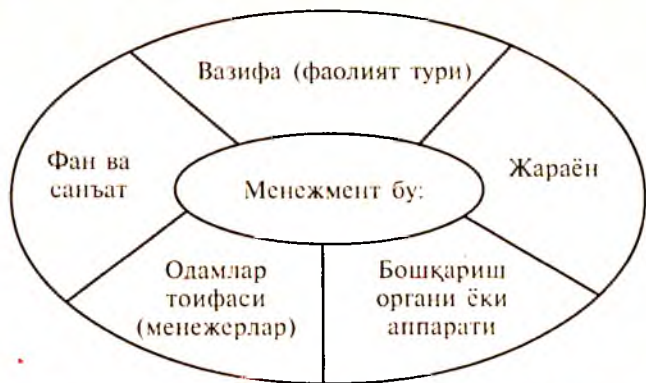 Вазифа (фаолият тури)
Фан ва
санъат
Менежмент бу:
Жараён
Одамлар
тоифаси
(менежерлар)
Бошқариш
органи ёки
аппарати